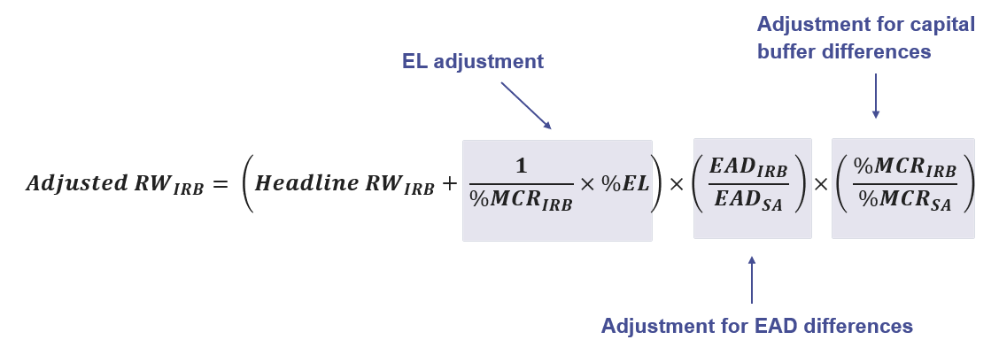 Adjustment for capital
buffer differences
EL adjustment
Adjusted RW_IRB = (Headline RW_IRB + 1/%MCR_IRB × %EL) × (EAD_IRB/EAD_SA) × (%MCR_IRB/%MCR_SA)
Adjustment for EAD differences